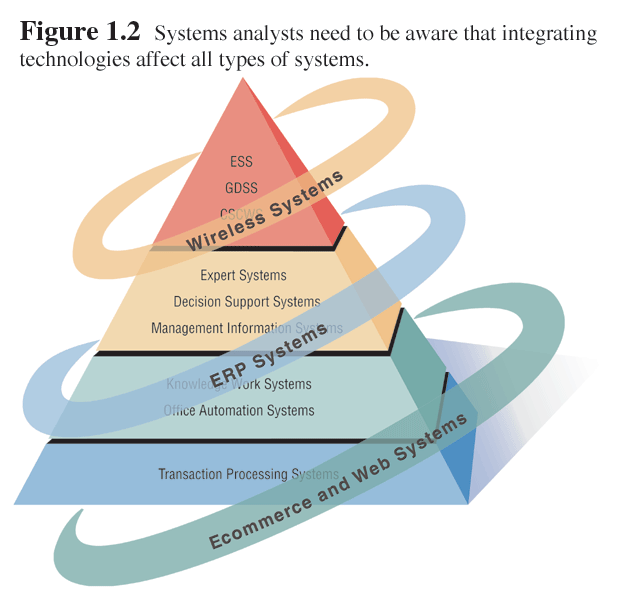 Figure 1.2 Systems analysts need to be aware that integrating
technologies affect all types of systems.
ESS
GDSS
CSCWS
Wireless Systems
Expert Systems
Decision Support Systems
Management Information Systems
ERP Systems
Knowledge Work Systems
Office Automation Systems
Transaction Processing Systems
Ecommerce and Web Systems